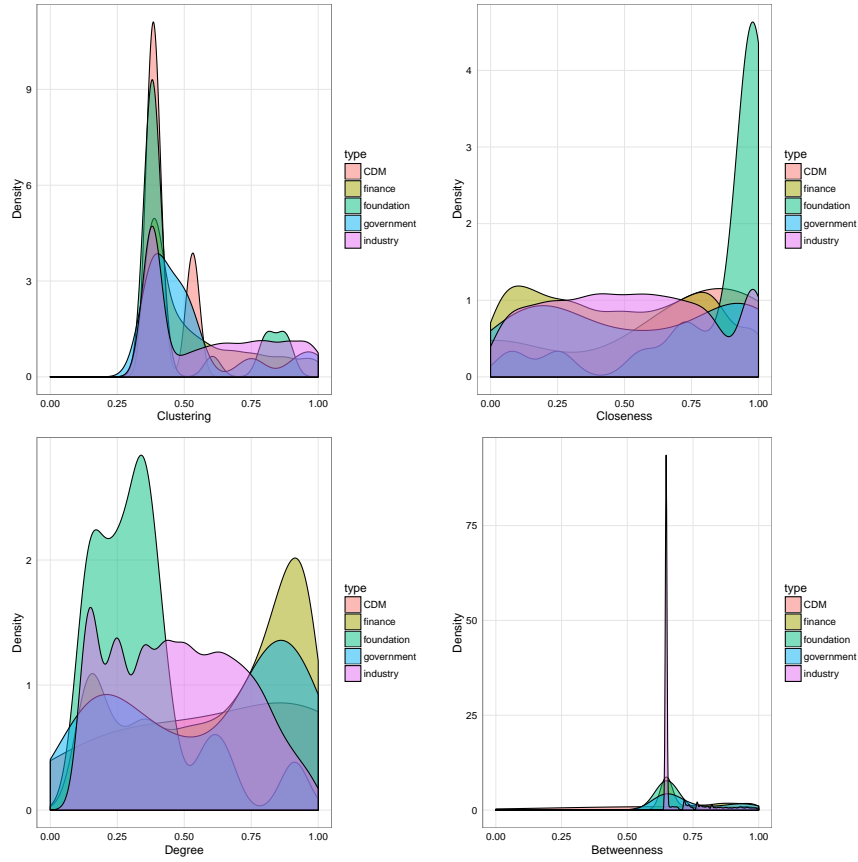 9
6
3
0
Density
0.00 0.25 0.50 0.75 1.00
Clustering
type
CDM
finance
foundation
government
industry
4
3
2
1
0
Density
0.00 0.25 0.50 0.75 1.00
Closeness
type
CDM
finance
foundation
government
industry
2
1
0
Density
0.00 0.25 0.50 0.75 1.00
Degree
type
CDM
finance
foundation
government
industry
75
50
25
0
Density
0.00 0.25 0.50 0.75 1.00
Betweenness
type
CDM
finance
foundation
government
industry